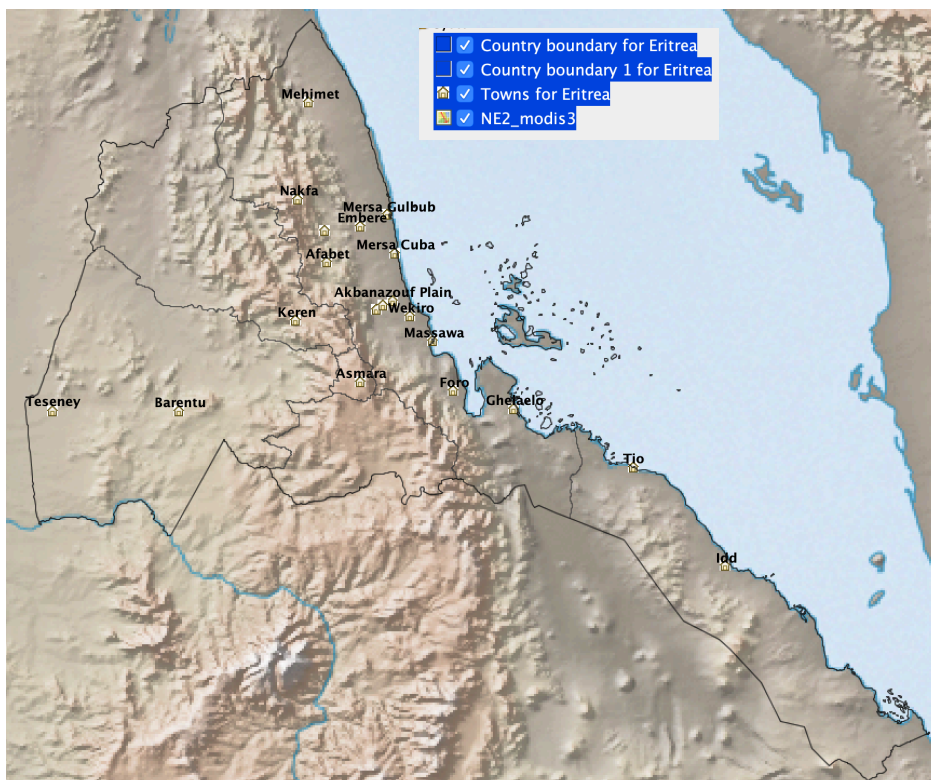 Country boundary for Eritrea
Country boundary 1 for Eritrea
Towns for Eritrea
NE2_modis3
Mehimet
Nakfa
Mersa Gulbub
Embere
Mersa Cuba
Afabet
Akbanazouf Plain
Wekiro
Keren
Massawa
Asmara
Foro
Ghelaelo
Teseney
Barentu
Tio
Idd